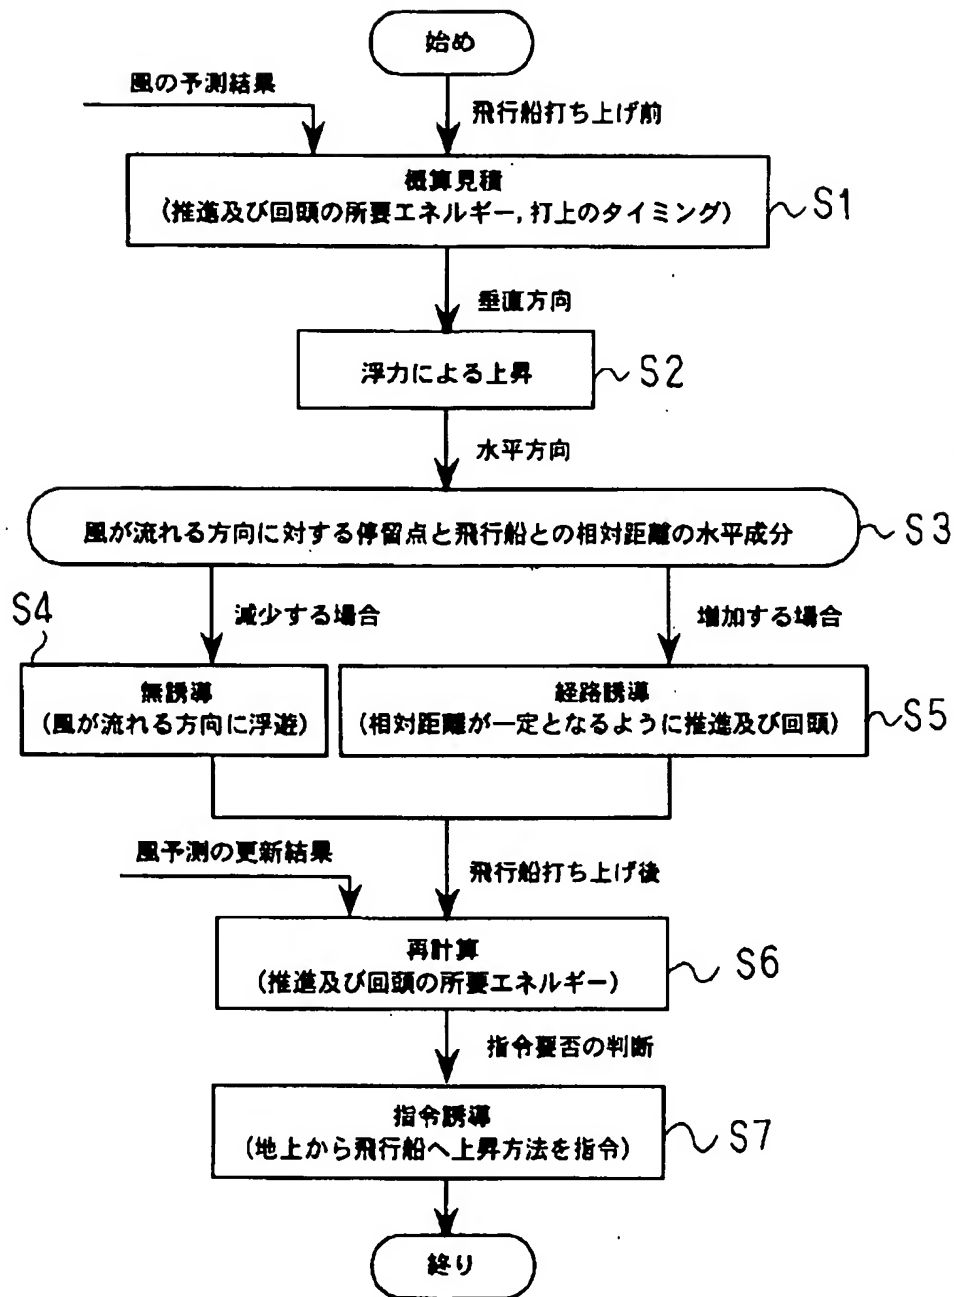 始め
風の予測結果
飛行船打ち上げ前
概算見積
(推進及び回頭の所要エネルギー,打上のタイミング)
S1
垂直方向
浮力による上昇
S2
水平方向
風が流れる方向に対する停留点と飛行船との相対距離の水平成分
S3
S4
減少する場合
増加する場合
無誘導
(風が流れる方向に浮遊)
経路誘導
(相対距離が一定となるように推進及び回頭)
S5
風予測の更新結果
飛行船打ち上げ後
再計算
(推進及び回頭の所要エネルギー)
S6
指令要否の判断
指令誘導
(地上から飛行船へ上昇方法を指令)
S7
終り